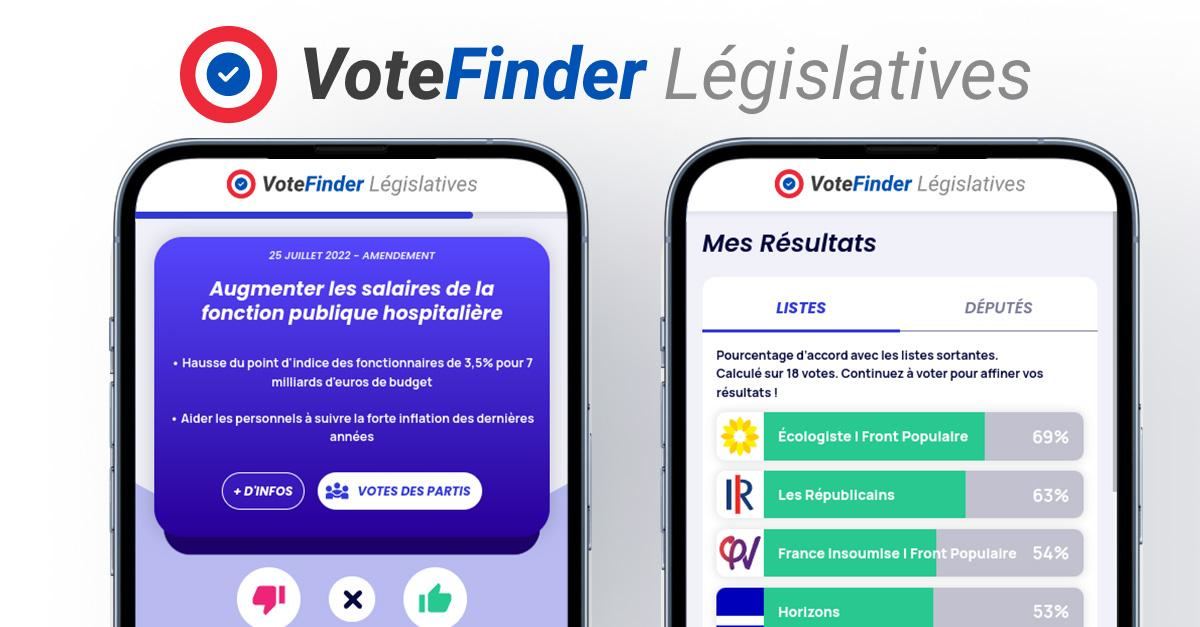 VoteFinder Législatives
VoteFinder Législatives
25 JUILLET 2022 - AMENDEMENT
Augmenter les salaires de la
fonction publique hospitalière
• Hausse du point d'indice des fonctionnaires de 3,5% pour 7
milliards d'euros de budget
• Aider les personnels à suivre la forte inflation des dernières
années
+ D'INFOS
VOTES DES PARTIS
VoteFinder Législatives
Mes Résultats
LISTES
DÉPUTÉS
Pourcentage d'accord avec les listes sortantes.
Calculé sur 18 votes. Continuez à voter pour affiner vos
résultats !
Écologiste | Front Populaire 69%
Les Républicains 63%
France Insoumise | Front Populaire 54%
Horizons 53%